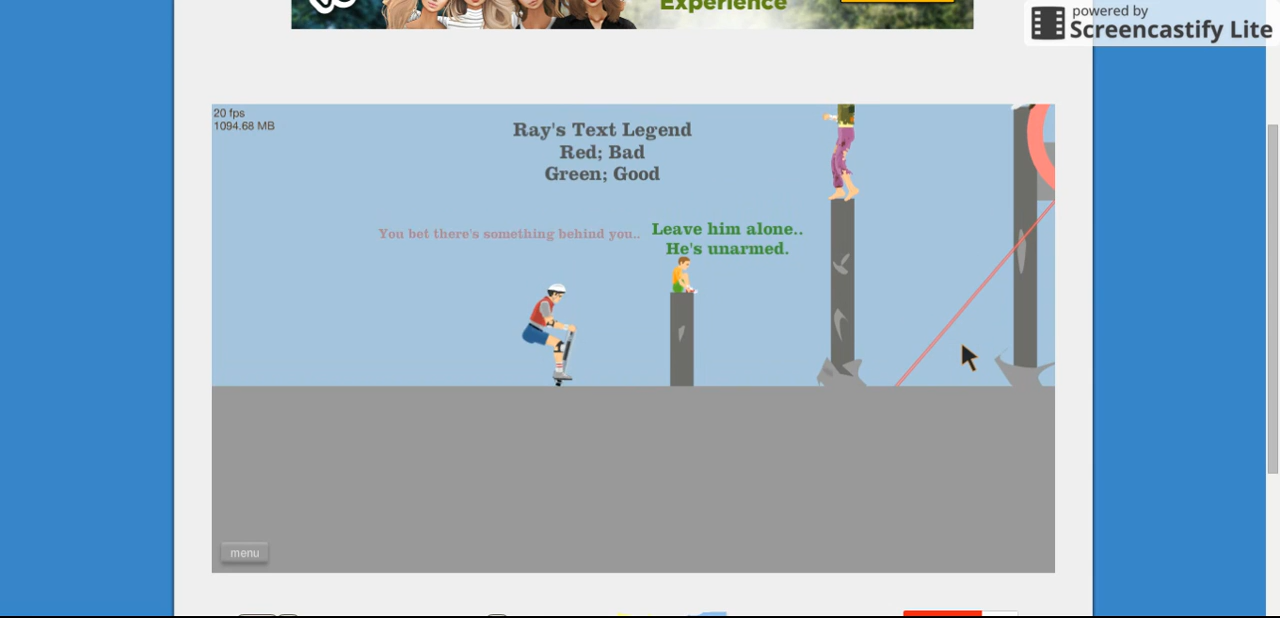 Experience
powered by
Screencastify Lite
20 fps
1094.68 MB
Ray's Text Legend
Red; Bad
Green; Good
You bet there's something behind you..
Leave him alone..
He's unarmed.
menu